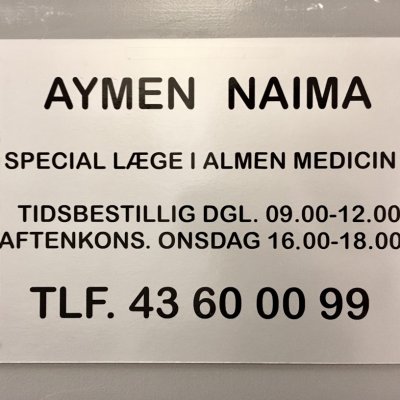 AYMEN NAIMA
SPECIAL LÆGE I ALMEN MEDICIN
TIDSBESTILLIG DGL. 09.00-12.00
AFTENKONS. ONSDAG 16.00-18.00
TLF. 43 60 00 99